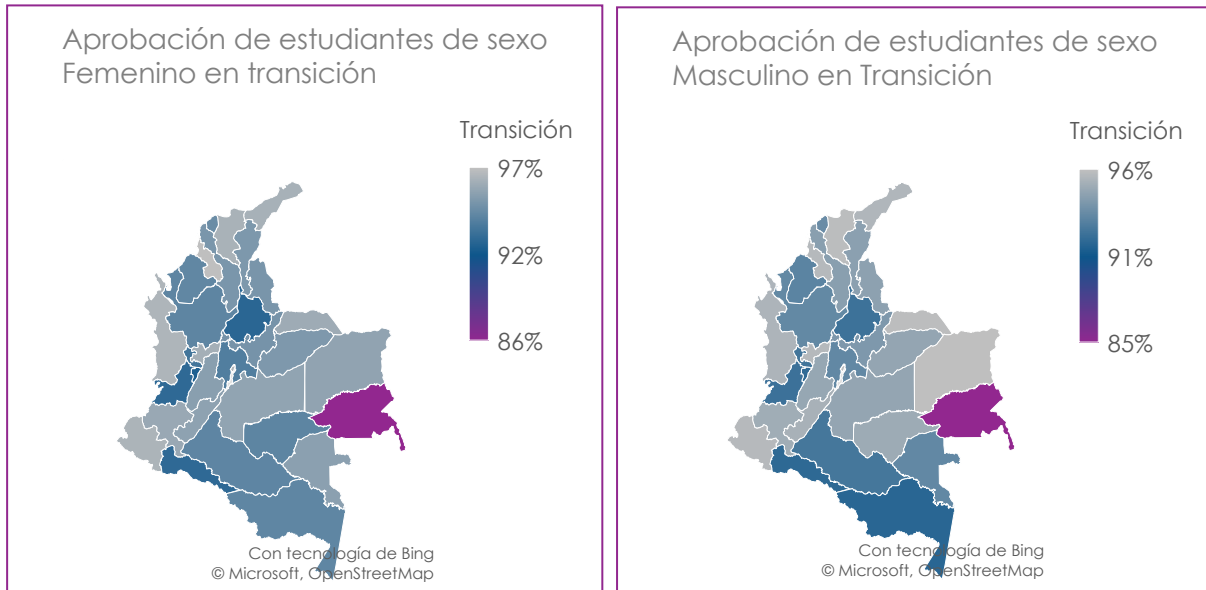 Aprobación de estudiantes de sexo
Femenino en transición
Transición
97%
92%
86%
Con tecnología de Bing
© Microsoft, OpenStreetMap
Aprobación de estudiantes de sexo
Masculino en Transición
Transición
96%
91%
85%
Con tecnología de Bing
© Microsoft, OpenStreetMap